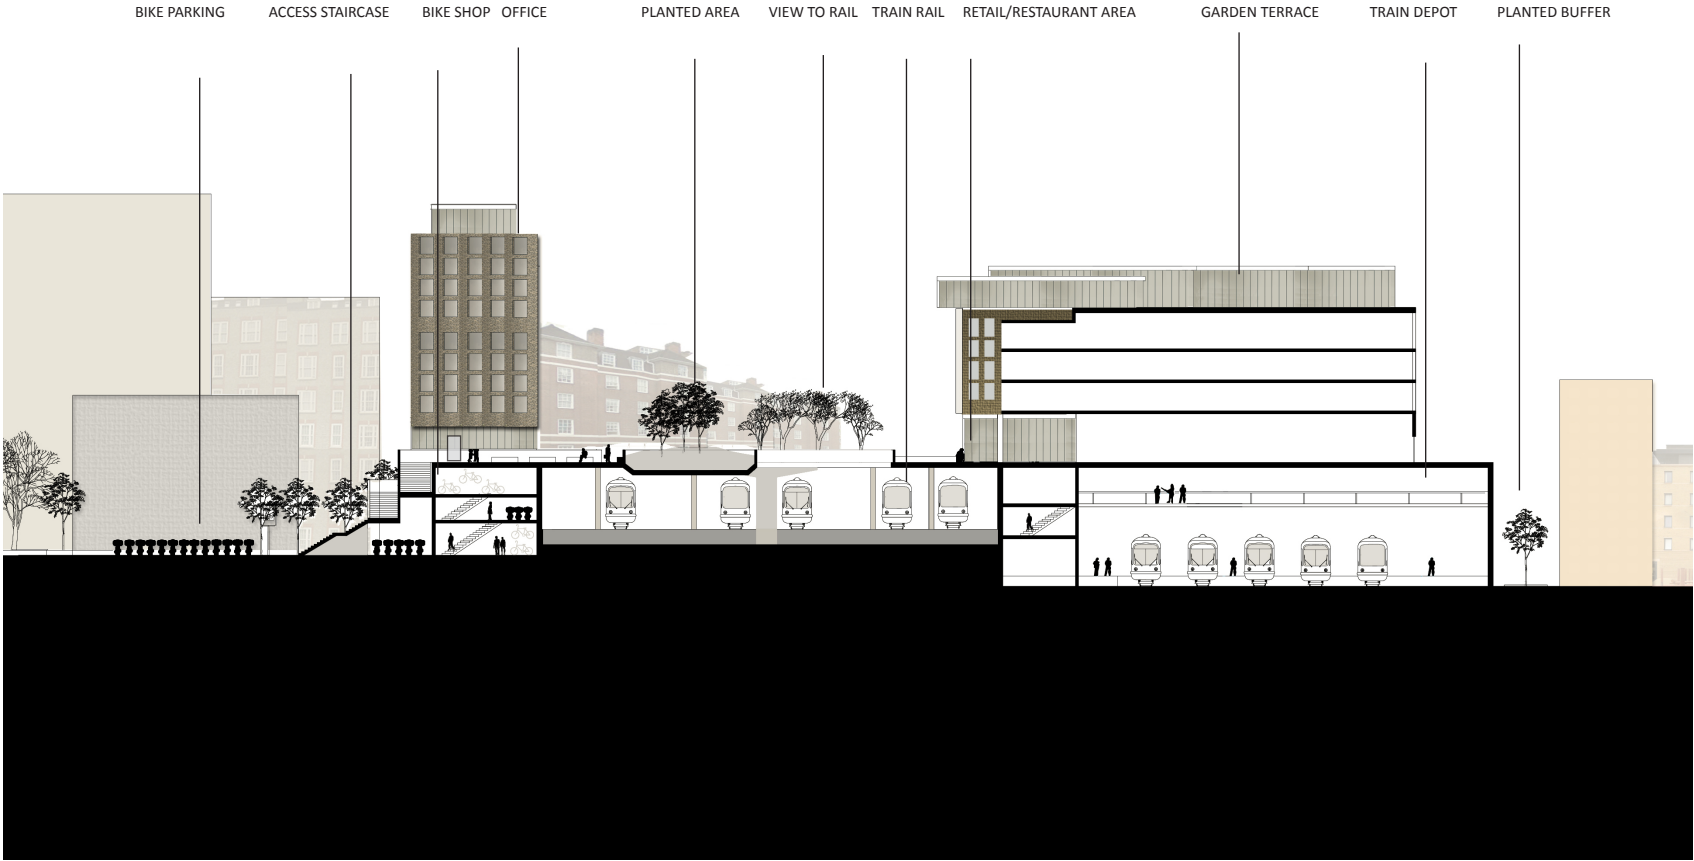 BIKE PARKING ACCESS STAIRCASE BIKE SHOP OFFICE PLANTED AREA VIEW TO RAIL TRAIN RAIL RETAIL/RESTAURANT AREA GARDEN TERRACE TRAIN DEPOT PLANTED BUFFER